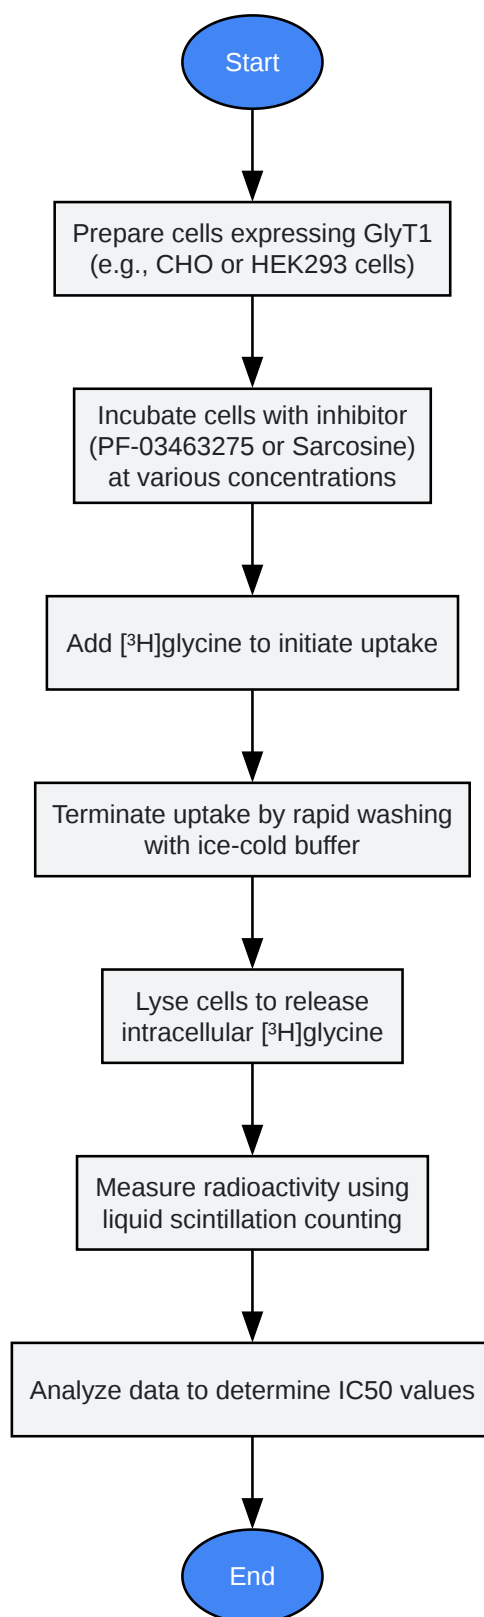 Start
Prepare cells expressing GlyT1
(e.g., CHO or HEK293 cells)
Incubate cells with inhibitor
(PF-03463275 or Sarcosine)
at various concentrations
Add [³H]glycine to initiate uptake
Terminate uptake by rapid washing
with ice-cold buffer
Lyse cells to release
intracellular [³H]glycine
Measure radioactivity using
liquid scintillation counting
Analyze data to determine IC50 values
End